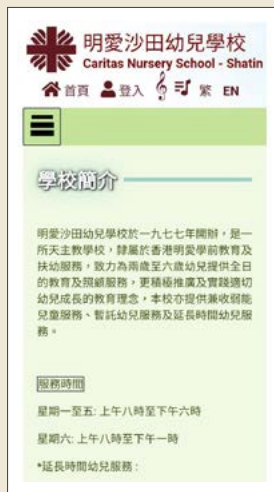 明愛沙田幼兒學校
Caritas Nursery School - Shatin
首頁 登入 繁 EN
學校簡介
明愛沙田幼兒學校於一九七七年開辦，是一
所天主教學校，隸屬於香港明愛學前教育及
扶幼服務，致力為兩歲至六歲幼兒提供全日
的教育及照顧服務，更積極推廣及實踐適切
幼兒成長的教育理念，本校亦提供兼收弱能
兒童服務、暫託幼兒服務及延長時間幼兒服
務。
服務時間
星期一至五: 上午八時至下午六時
星期六: 上午八時至下午一時
*延長時間幼兒服務 :